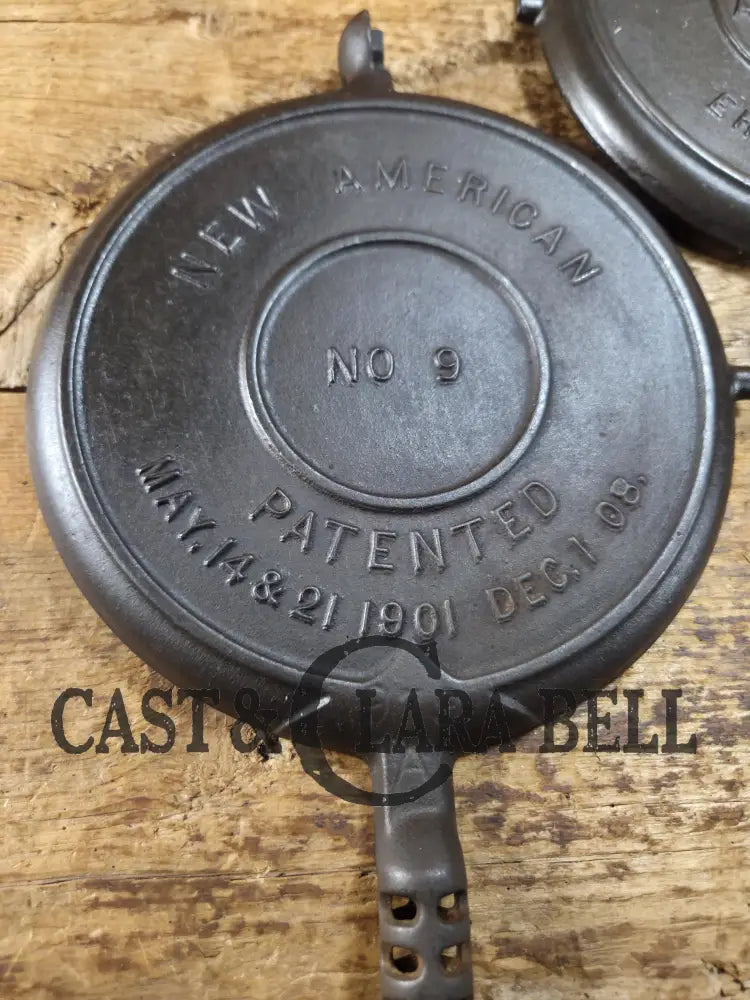 NEW AMERICAN
NO 9
PATENTED
MAY. 14 & 21 1901 DEC. 1 08.
A
CAST & CLARA BELL